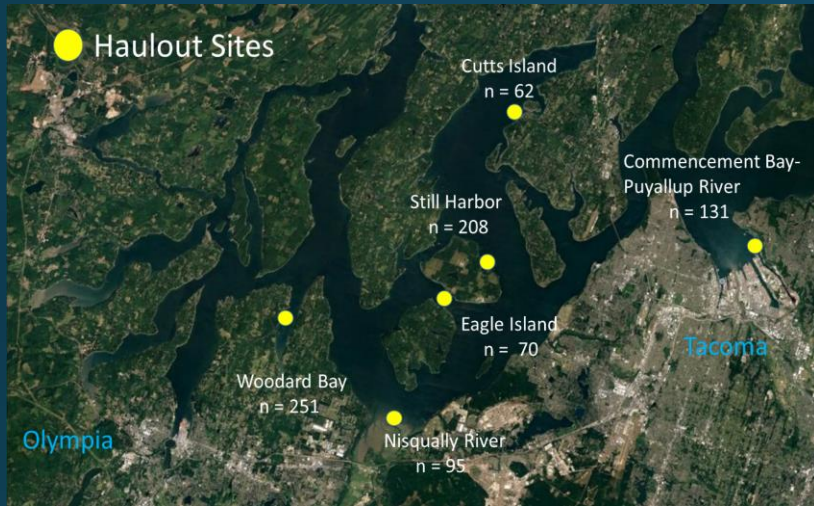 Haulout Sites
Cutts Island
n = 62
Commencement Bay-
Puyallup River
n = 131
Still Harbor
n = 208
Eagle Island
n = 70
Tacoma
Woodard Bay
n = 251
Olympia
Nisqually River
n = 95